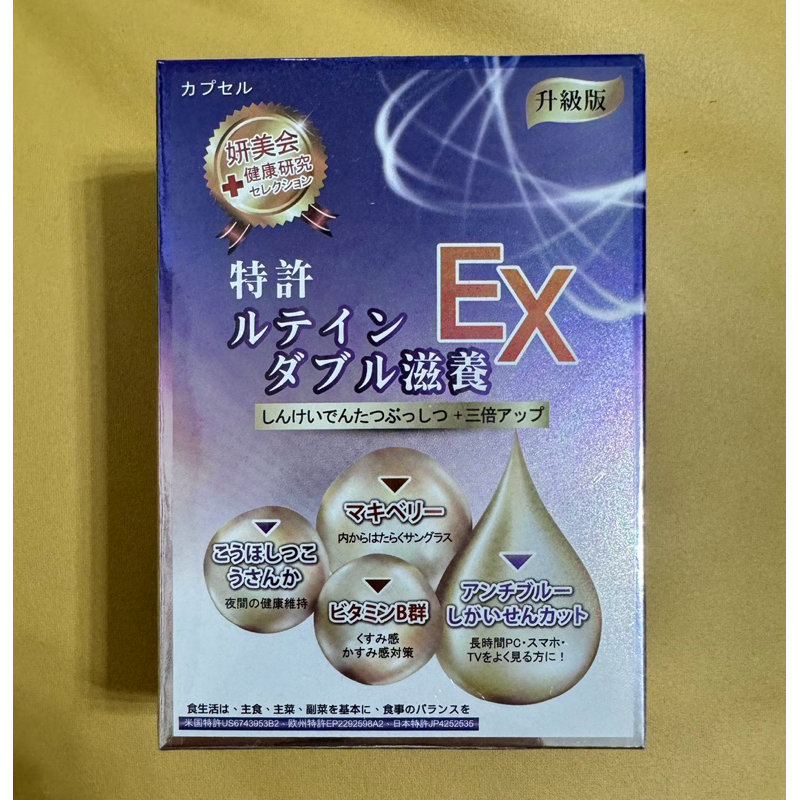 カプセル
升級版
妍美会
健康研究
セレクション
特許
ルテイン
ダブル滋養
EX
しんけいでんたつぶっしつ+三倍アップ
マキベリー
内からはたらくサングラス
こうほしつこ
うさんか
夜間の健康維持
ビタミンB群
くすみ感
かすみ感対策
アンチブルー
しがいせんカット
長時間PC・スマホ・
TVをよく見る方に!
食生活は、主食、主菜、副菜を基本に、食事のバランスを
米国特許US6743953B2、欧州特許EP2292598A2、日本特許JP4252535